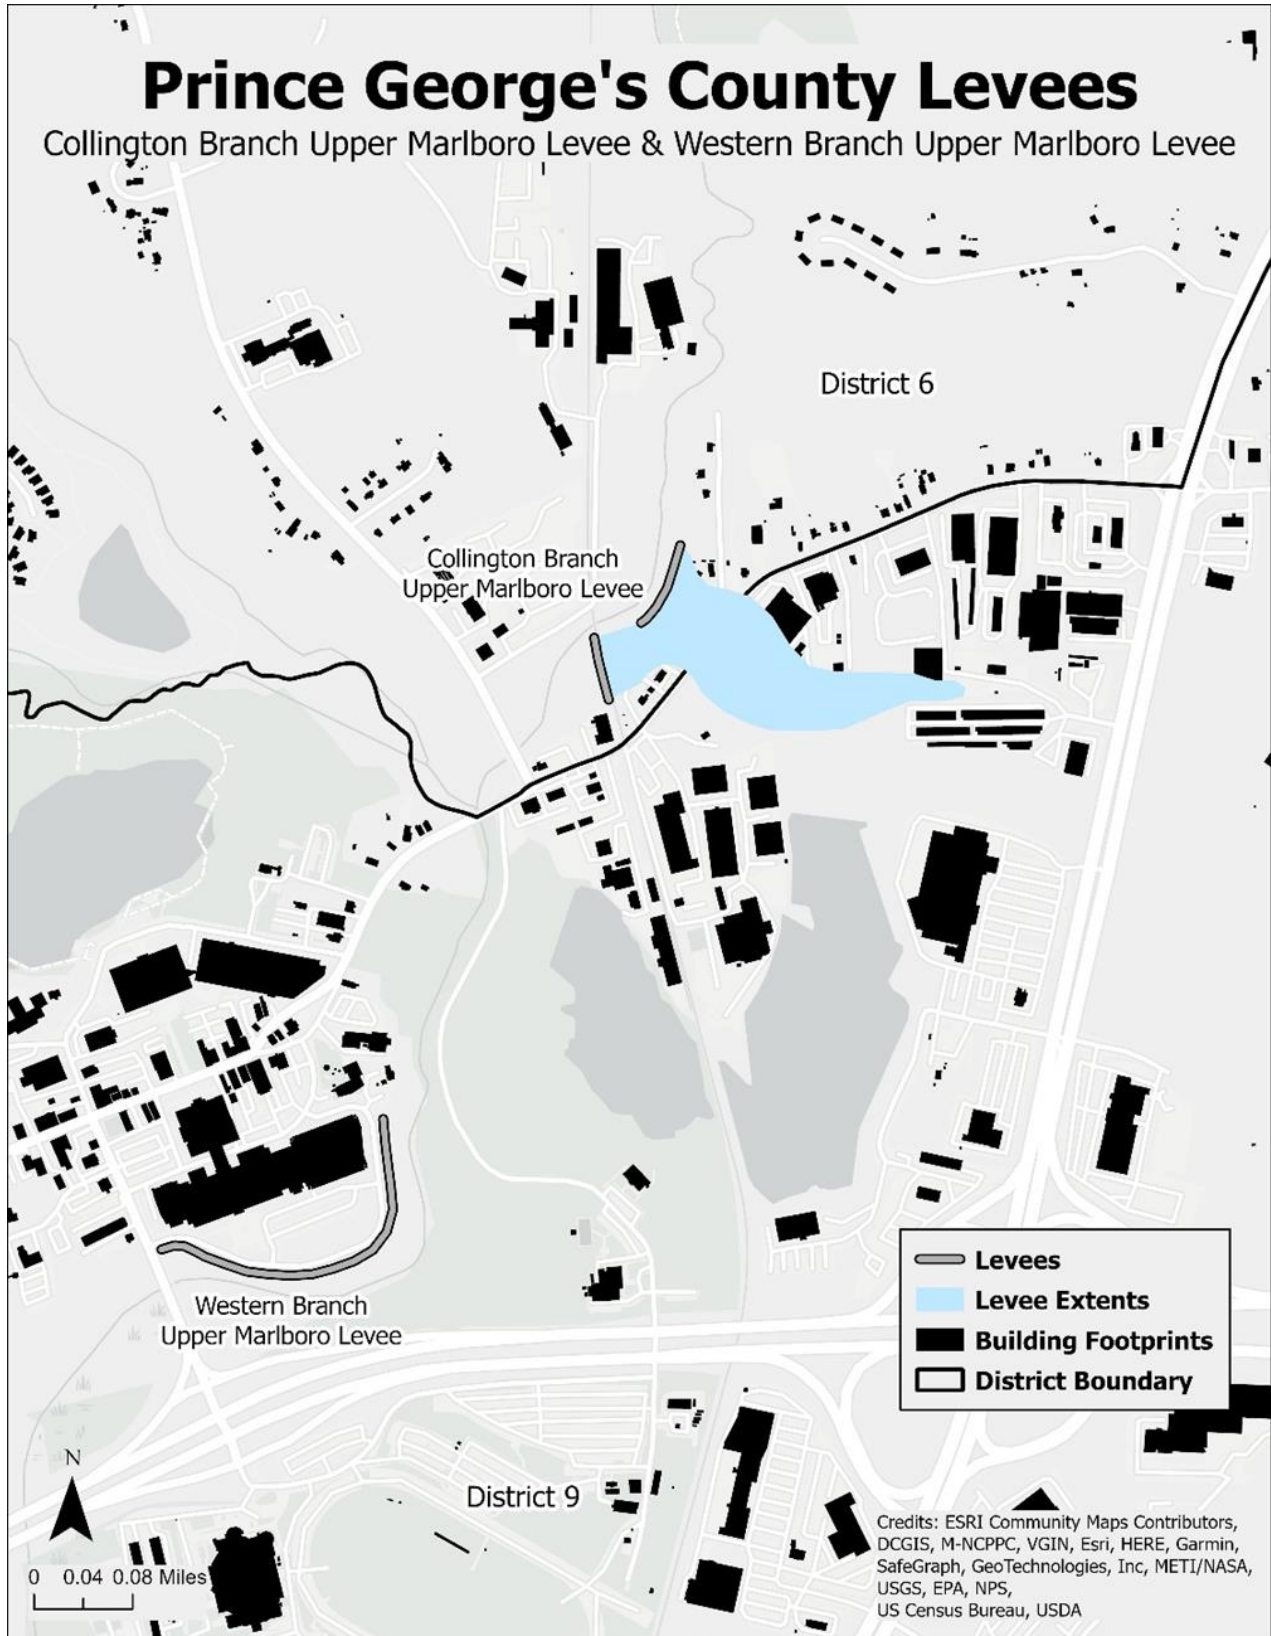 Prince George's County Levees
Collington Branch Upper Marlboro Levee & Western Branch Upper Marlboro Levee
District 6
Collington Branch
Upper Marlboro Levee
Levees
Levee Extents
Building Footprints
District Boundary
Western Branch
Upper Marlboro Levee
N
District 9
0 0.04 0.08 Miles
Credits: ESRI Community Maps Contributors,
DCGIS, M-NCPPC, VGIN, Esri, HERE, Garmin,
SafeGraph, GeoTechnologies, Inc, METI/NASA,
USGS, EPA, NPS,
US Census Bureau, USDA